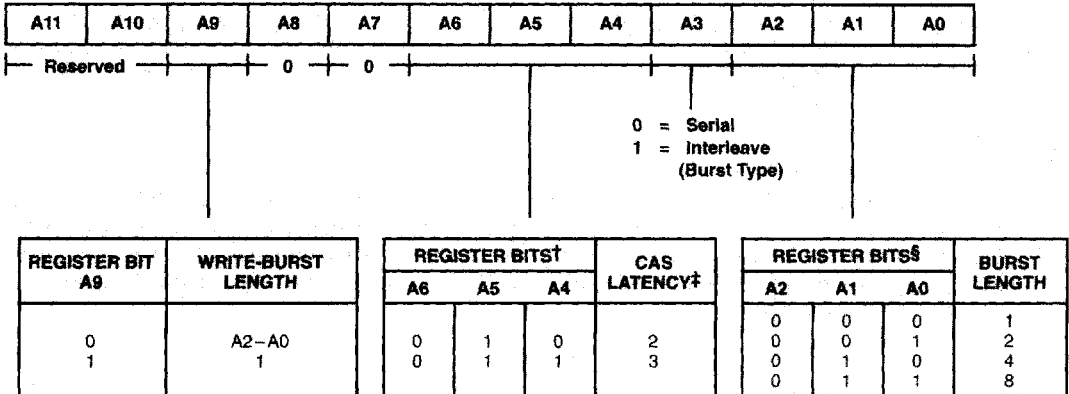 A11 A10 A9 A8 A7 A6 A5 A4 A3 A2 A1 A0
Reserved 0 0
0 = Serial
1 = Interleave
(Burst Type)
REGISTER BIT A9 WRITE-BURST LENGTH
0 A2–A0
1 1
REGISTER BITS† CAS LATENCY‡
A6 A5 A4
0 1 0 2
0 1 1 3
REGISTER BITS§ BURST LENGTH
A2 A1 A0
0 0 0 1
0 0 1 2
0 1 0 4
0 1 1 8